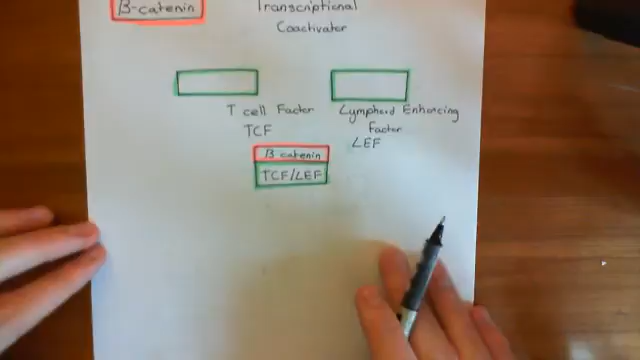 β-catenin
Transcriptional
Coactivator
T cell Factor
TCF
Lymphoid Enhancing
Factor
LEF
β catenin
TCF/LEF